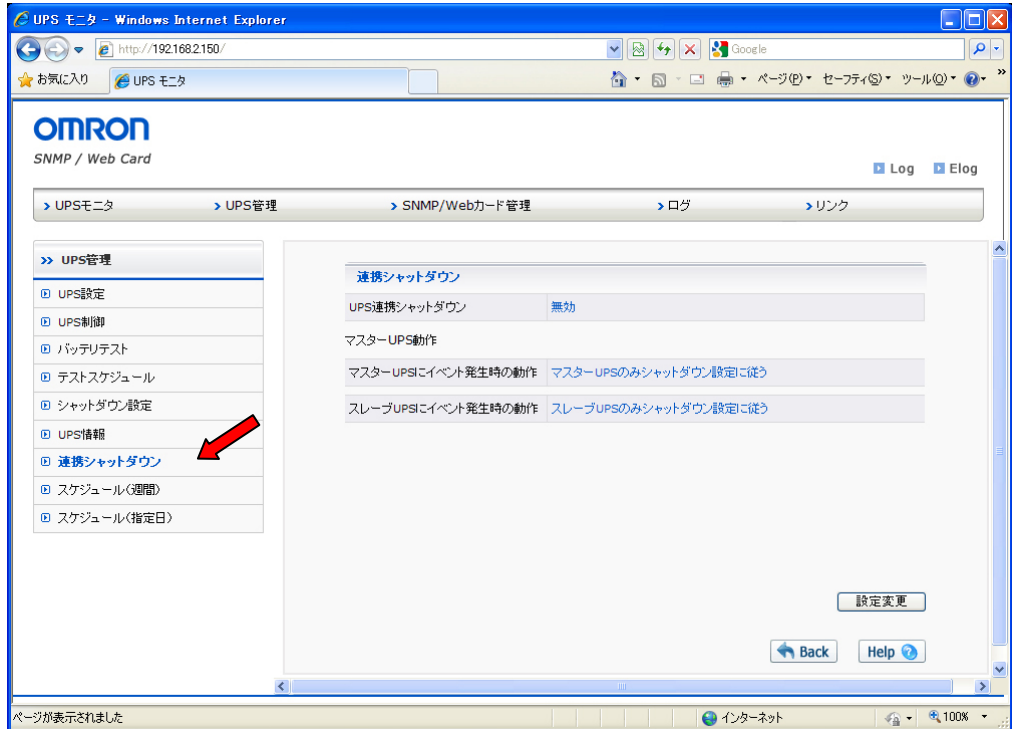 UPS モニタ - Windows Internet Explorer
http://192.168.2.150/
Google
お気に入り
UPS モニタ
ページ(P)
セーフティ(S)
ツール(O)
»
OMRON
SNMP / Web Card
Log
Elog
UPSモニタ
UPS管理
SNMP/Webカード管理
ログ
リンク
UPS管理
UPS設定
UPS制御
バッテリテスト
テストスケジュール
シャットダウン設定
UPS情報
連携シャットダウン
スケジュール(週間)
スケジュール(指定日)
連携シャットダウン
UPS連携シャットダウン 無効
マスターUPS動作
マスターUPSにイベント発生時の動作 マスターUPSのみシャットダウン設定に従う
スレーブUPSにイベント発生時の動作 スレーブUPSのみシャットダウン設定に従う
設定変更
Back
Help
ページが表示されました
インターネット
100%